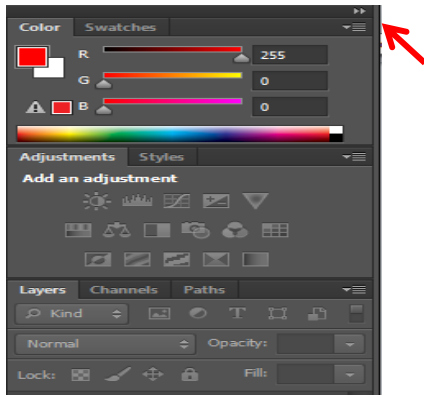 Color Swatches
R 255
G 0
B 0
Adjustments Styles
Add an adjustment
Layers Channels Paths
Kind T
Normal Opacity:
Lock: Fill: